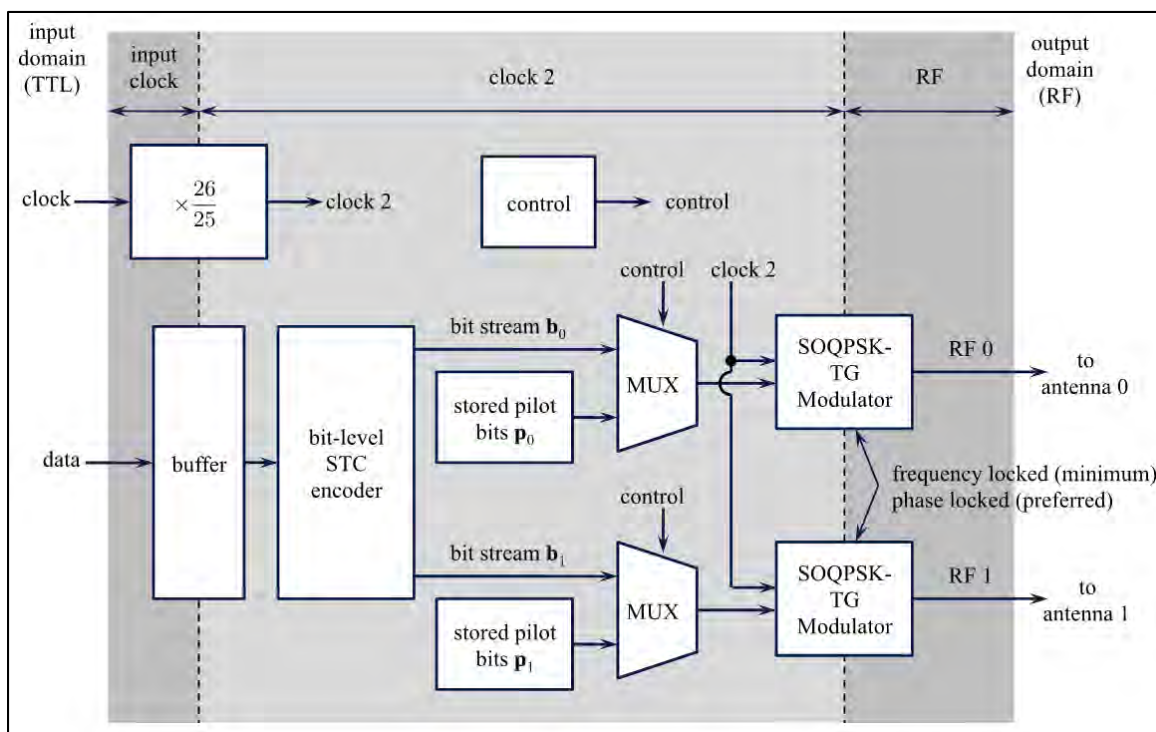 input
domain
(TTL)
input
clock
clock 2
RF
output
domain
(RF)
clock
× 26/25
clock 2
control
control
control
clock 2
bit stream b₀
MUX
SOQPSK-
TG
Modulator
RF 0
to
antenna 0
stored pilot
bits p₀
data
buffer
bit-level
STC
encoder
frequency locked (minimum)
phase locked (preferred)
control
bit stream b₁
MUX
SOQPSK-
TG
Modulator
RF 1
to
antenna 1
stored pilot
bits p₁